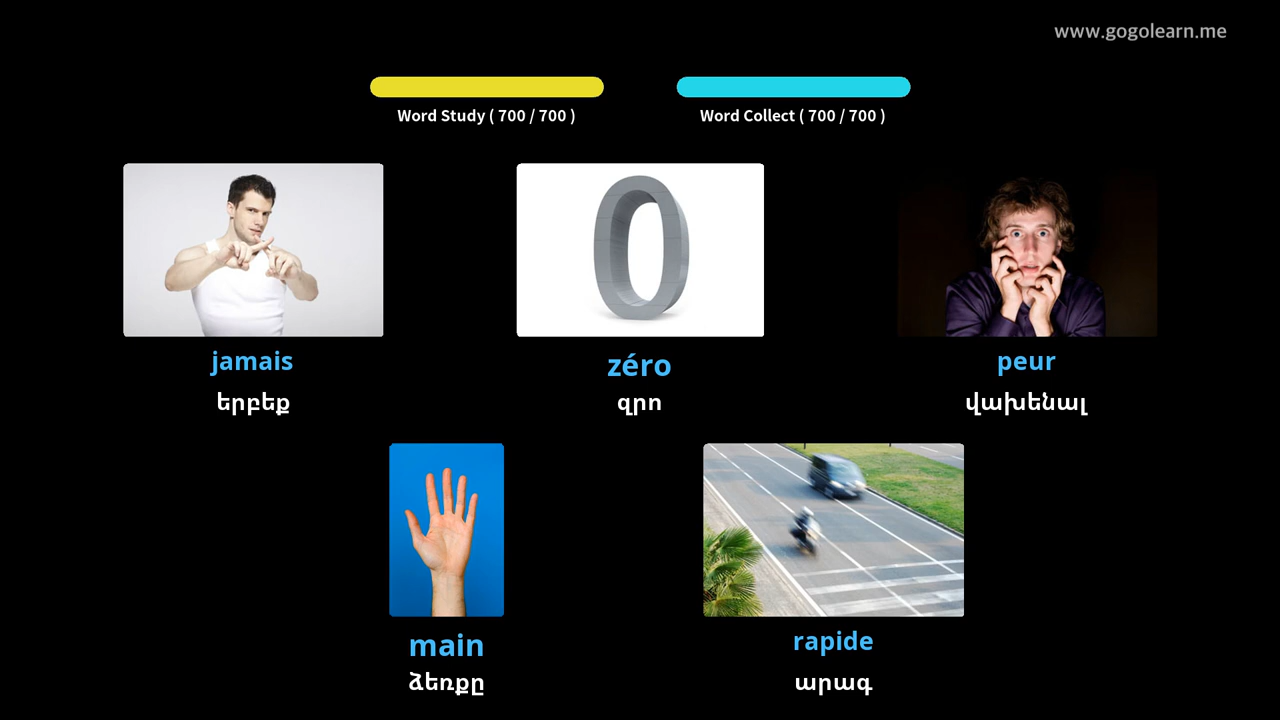 www.gogolearn.me
Word Study ( 700 / 700 )
Word Collect ( 700 / 700 )
jamais
երբեք
zéro
զրո
peur
վախենալ
main
ձեռքը
rapide
արագ